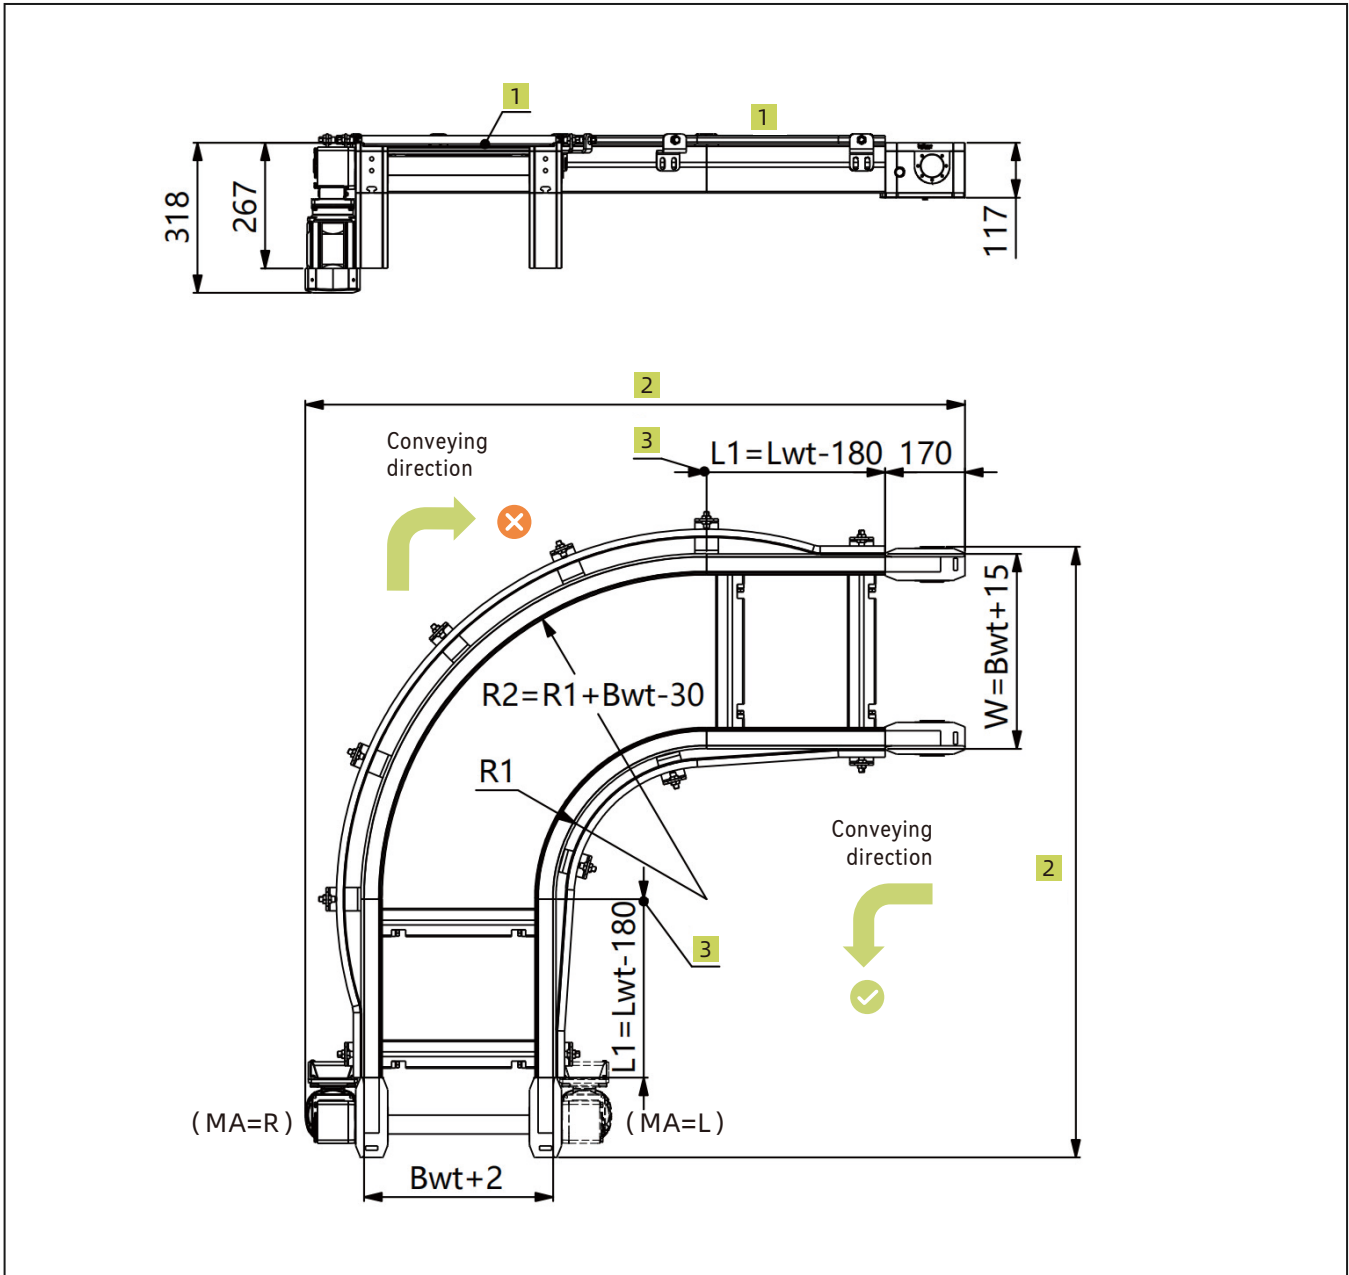 1
1
318
267
117
2
3
L1=Lwt-180
170
Conveying
direction
W=Bwt+15
R2=R1+Bwt-30
R1
Conveying
direction
2
3
L1=Lwt-180
(MA=R)
(MA=L)
Bwt+2